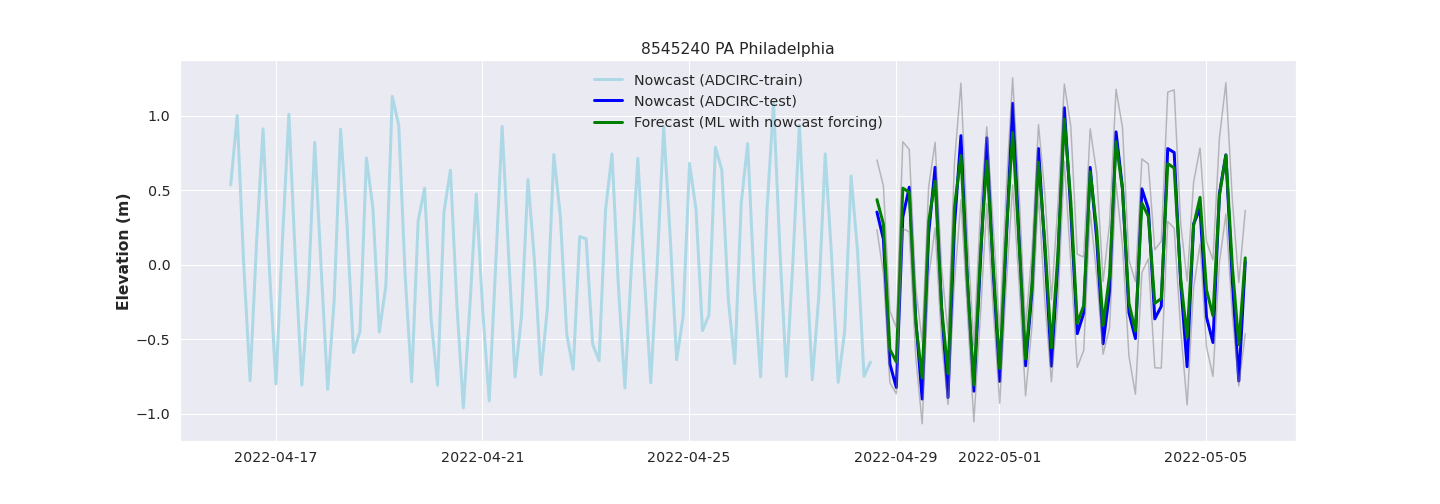 8545240 PA Philadelphia
Nowcast (ADCIRC-train)
Nowcast (ADCIRC-test)
Forecast (ML with nowcast forcing)
Elevation (m)
1.0
0.5
0.0
−0.5
−1.0
2022-04-17
2022-04-21
2022-04-25
2022-04-29
2022-05-01
2022-05-05